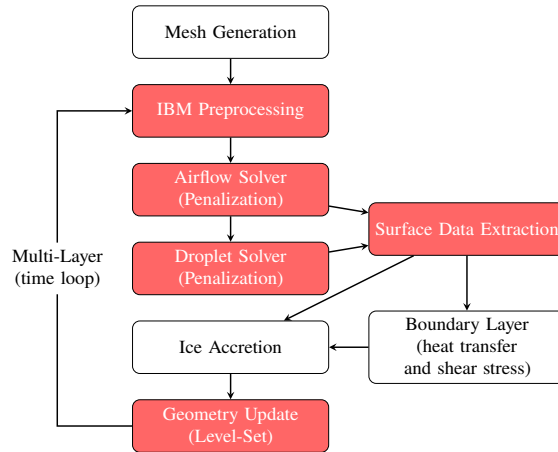 Mesh Generation
IBM Preprocessing
Airflow Solver
(Penalization)
Surface Data Extraction
Droplet Solver
(Penalization)
Multi-Layer
(time loop)
Ice Accretion
Boundary Layer
(heat transfer
and shear stress)
Geometry Update
(Level-Set)